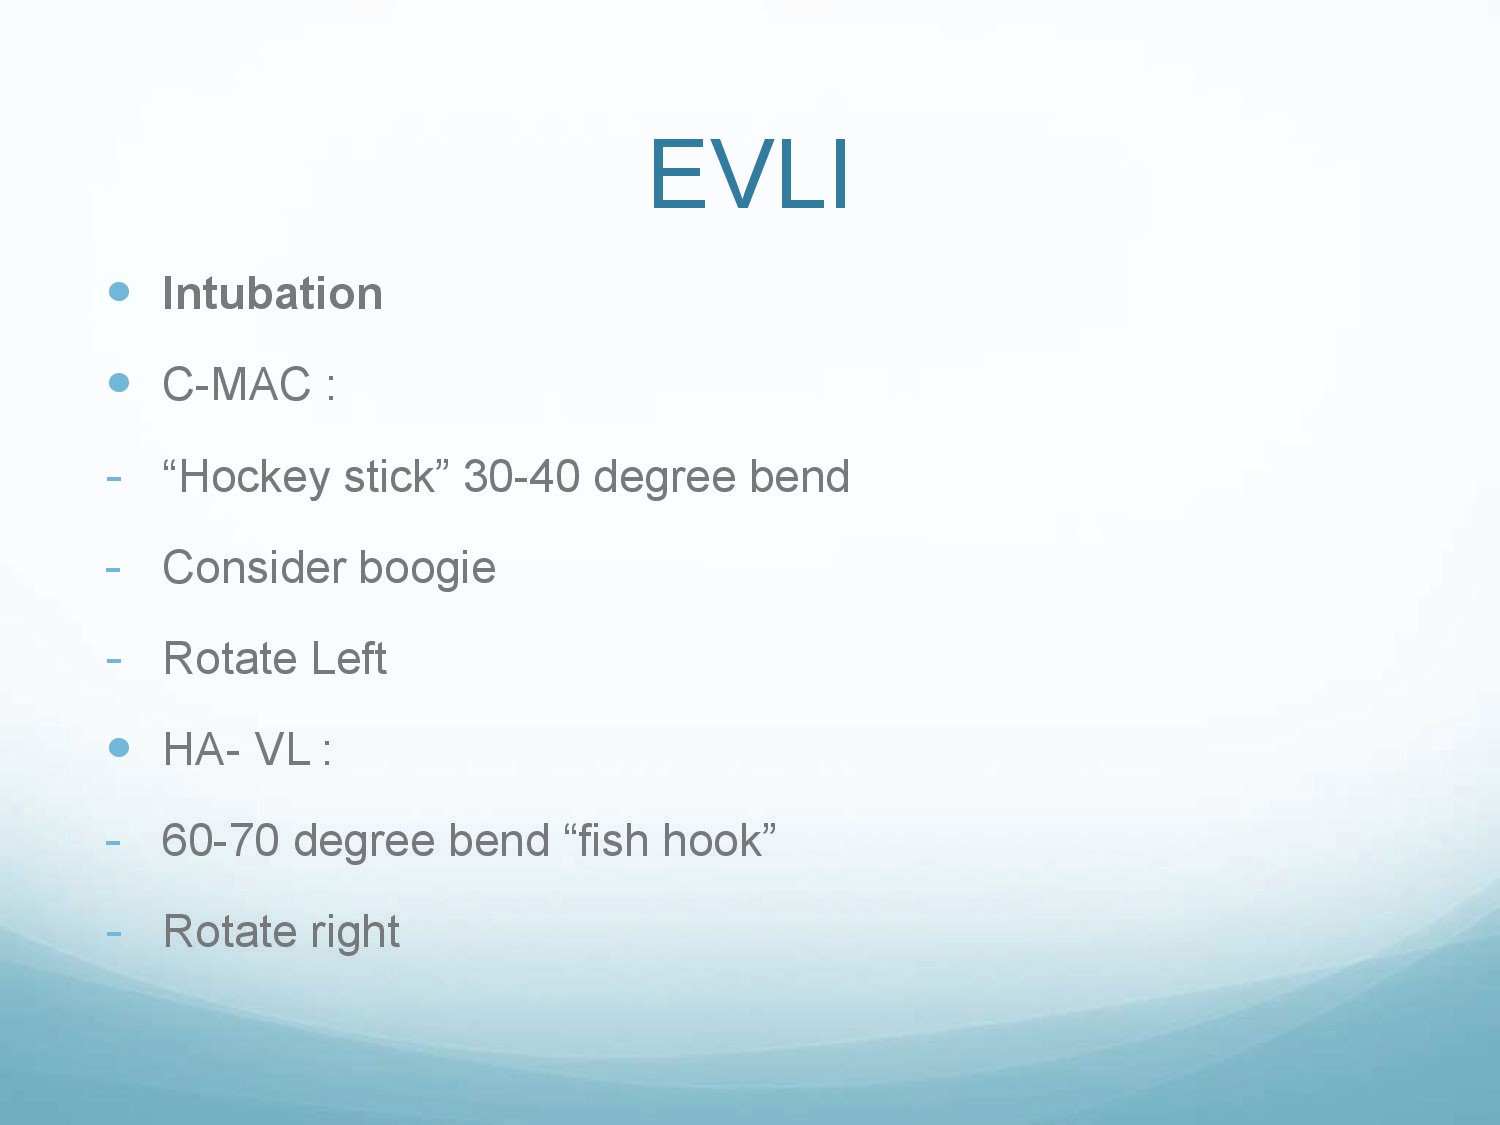 EVLI
• Intubation
• C-MAC :
- “Hockey stick” 30-40 degree bend
- Consider boogie
- Rotate Left
• HA- VL :
- 60-70 degree bend “fish hook”
- Rotate right